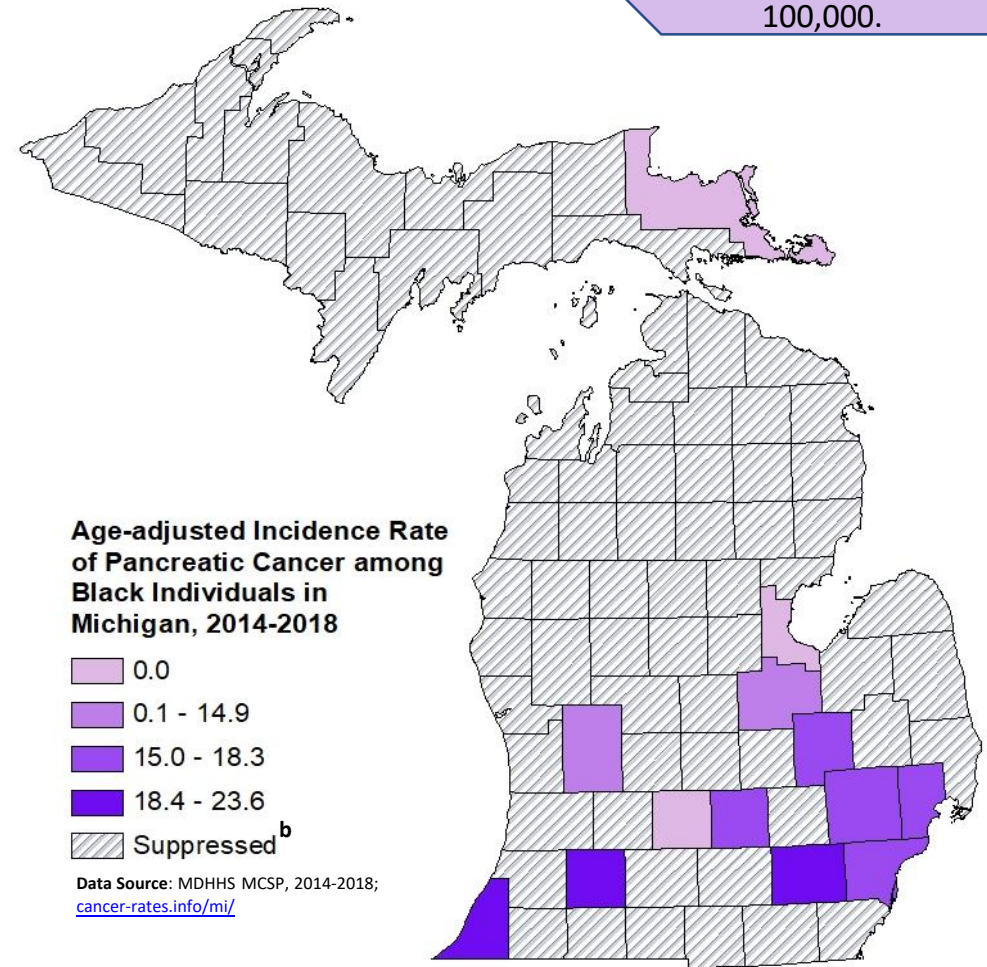 100,000.
Age-adjusted Incidence Rate
of Pancreatic Cancer among
Black Individuals in
Michigan, 2014-2018
0.0
0.1 - 14.9
15.0 - 18.3
18.4 - 23.6
Suppressed b
Data Source: MDHHS MCSP, 2014-2018;
cancer-rates.info/mi/